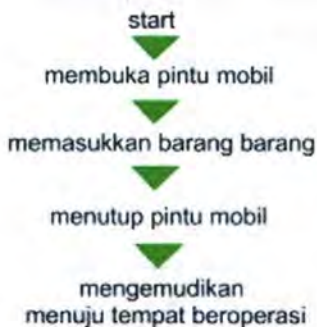 start
membuka pintu mobil
memasukkan barang barang
menutup pintu mobil
mengemudikan
menuju tempat beroperasi